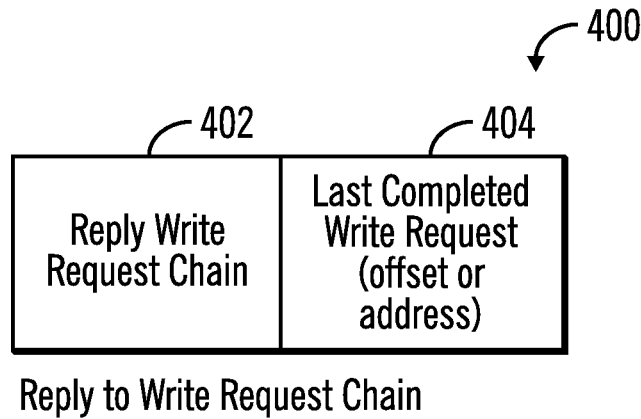 400
402
404
Reply Write
Request Chain
Last Completed
Write Request
(offset or
address)
Reply to Write Request Chain